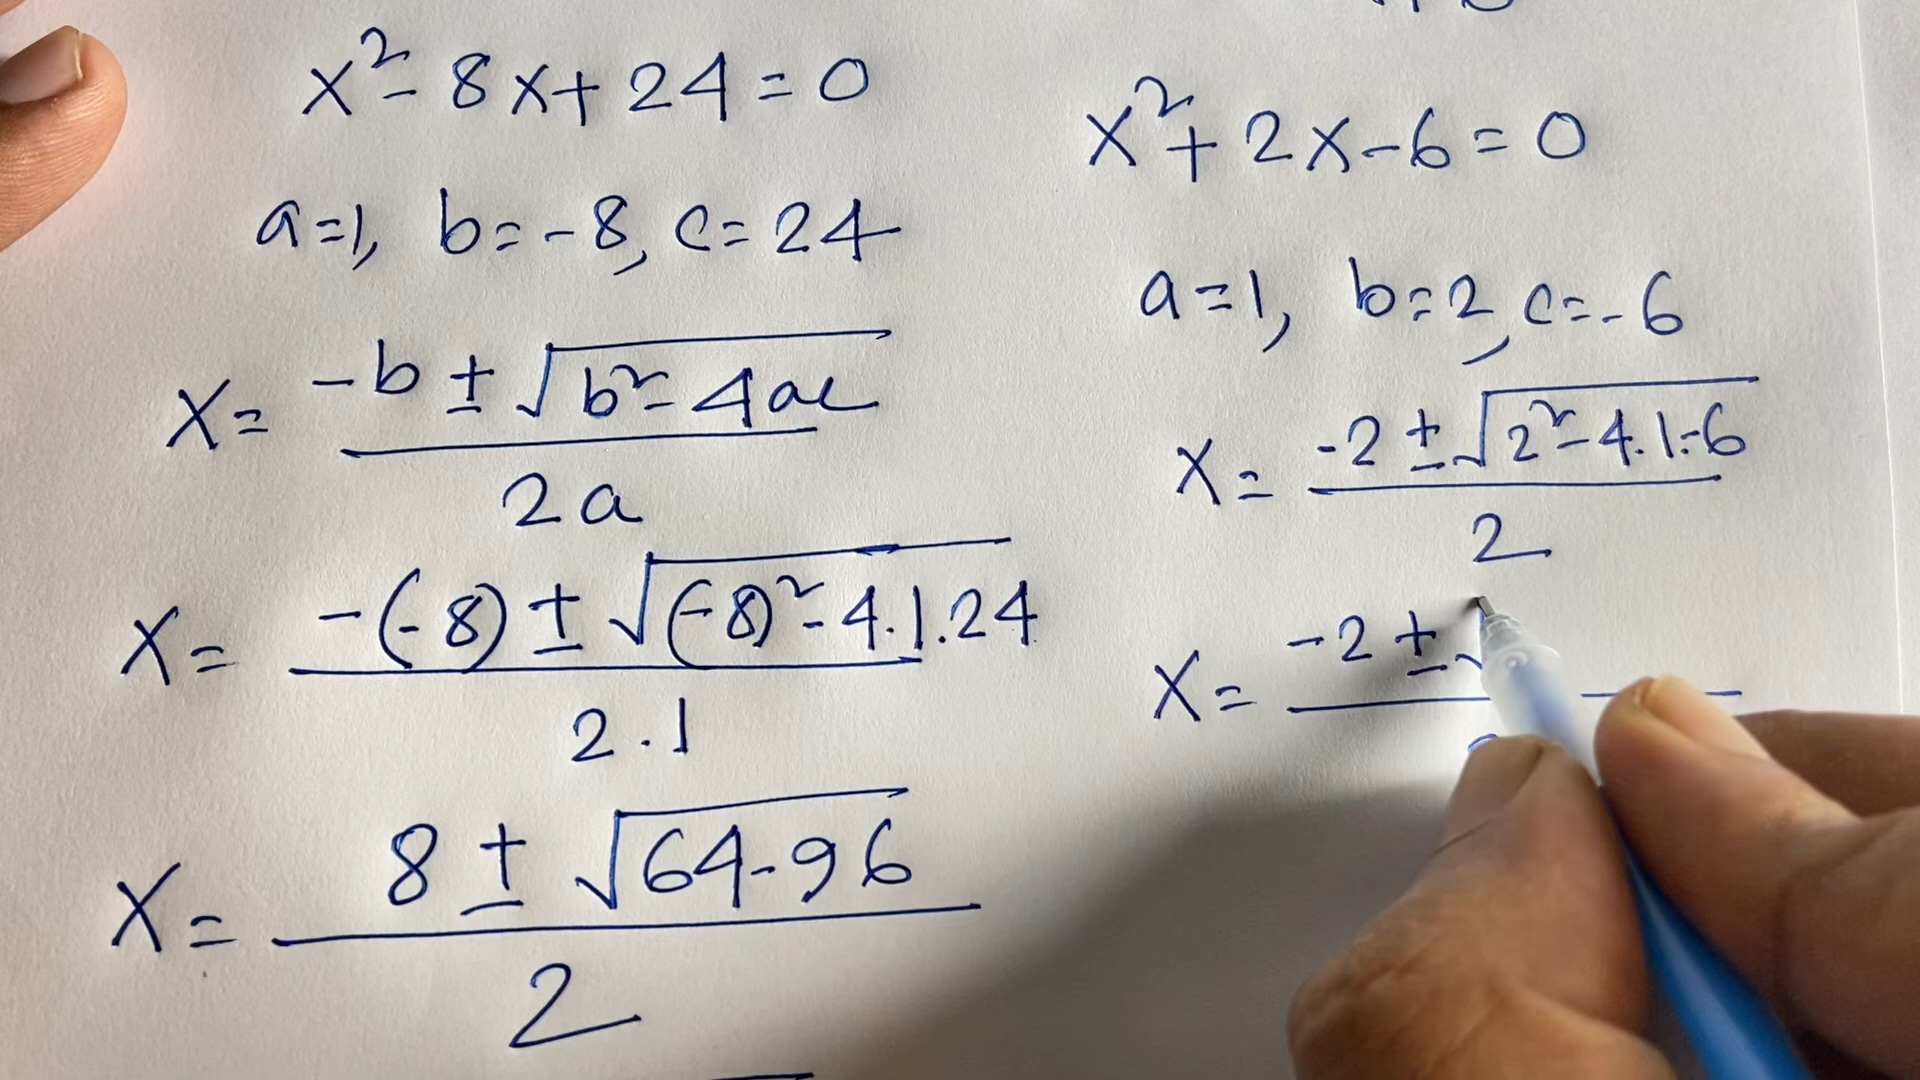 x² - 8x + 24 = 0
a = 1, b = -8, c = 24
x = (-b ± √(b² - 4ac)) / 2a
x = (-(-8) ± √((-8)² - 4.1.24)) / 2.1
x = (8 ± √(64 - 96)) / 2
x² + 2x - 6 = 0
a = 1, b = 2, c = -6
x = (-2 ± √(2² - 4.1.-6)) / 2
x = -2 ± √